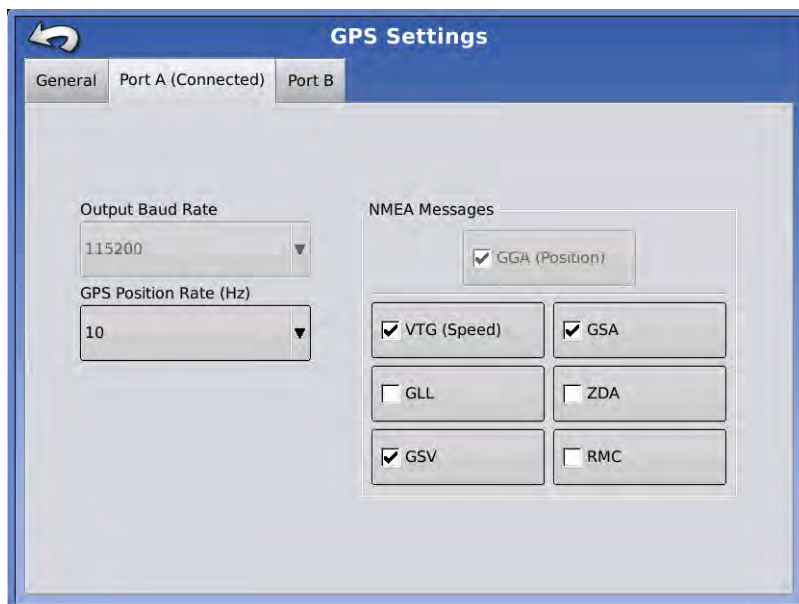 GPS Settings
General
Port A (Connected)
Port B
Output Baud Rate
115200
GPS Position Rate (Hz)
10
NMEA Messages
GGA (Position)
VTG (Speed)
GSA
GLL
ZDA
GSV
RMC